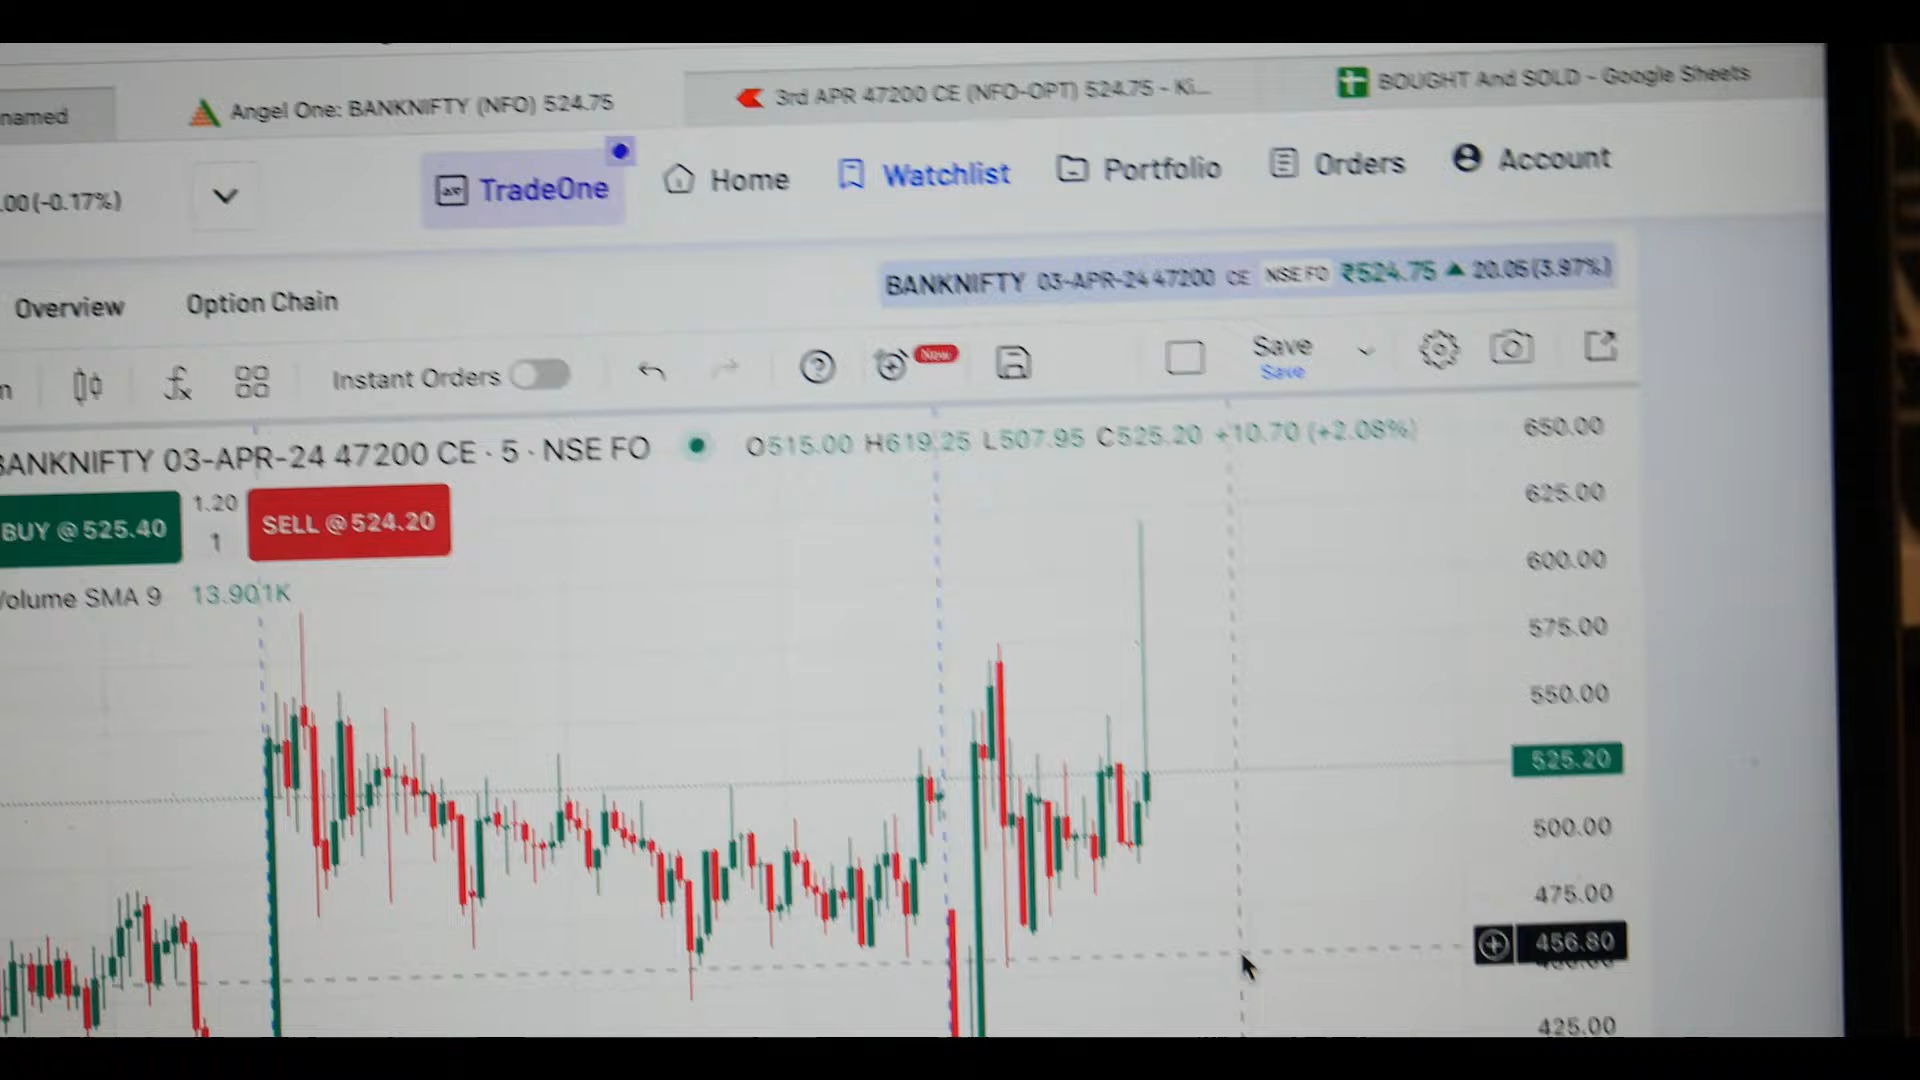 named
Angel One: BANKNIFTY (NFO) 524.75
3rd APR 47200 CE (NFO-OPT) 524.75 - Ki...
BOUGHT And SOLD - Google Sheets
.00(-0.17%)
TradeOne
Home
Watchlist
Portfolio
Orders
Account
BANKNIFTY 03-APR-24 47200 CE NSE FO ₹524.75 ▲ 20.05(3.97%)
Overview
Option Chain
Instant Orders
New
Save
Save
BANKNIFTY 03-APR-24 47200 CE · 5 · NSE FO
O515.00 H619.25 L507.95 C525.20 +10.70 (+2.08%)
BUY @ 525.40
1.20
1
SELL @ 524.20
Volume SMA 9 13.901K
650.00
625.00
600.00
575.00
550.00
525.20
500.00
475.00
456.80
425.00